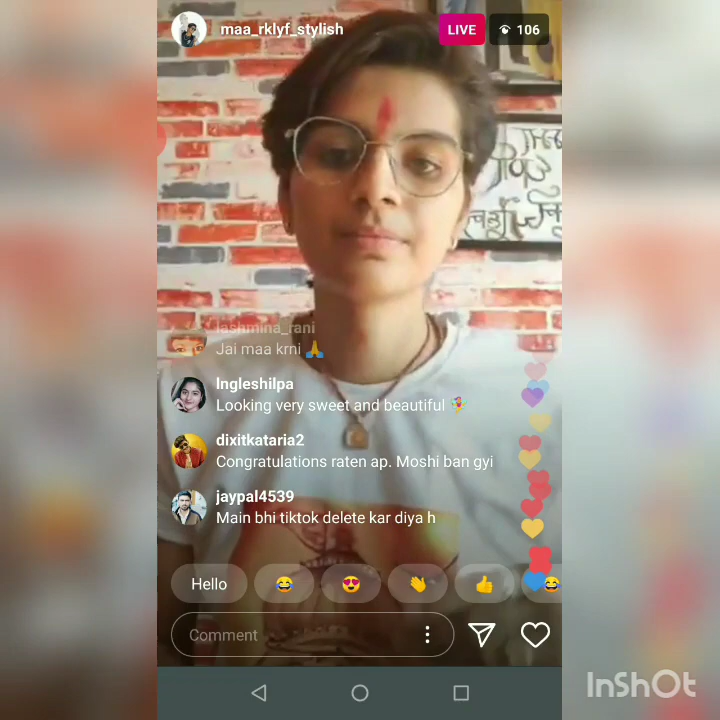 maa_rklyf_stylish
LIVE
106
lashmina_rani
Jai maa krni 🙏
lngleshilpa
Looking very sweet and beautiful 🧚‍♀️
dixitkataria2
Congratulations raten ap. Moshi ban gyi
jaypal4539
Main bhi tiktok delete kar diya h
Hello 😂 😍 👏 👍 😂
Comment
InShOt